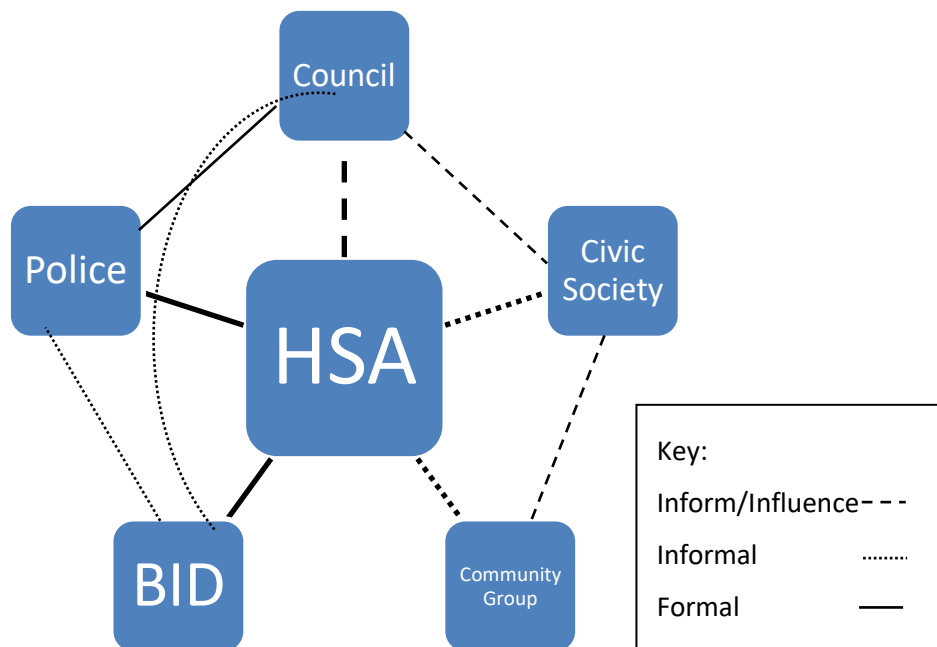 Council
Police
Civic
Society
HSA
BID
Community
Group
Key:
Inform/Influence
Informal
Formal